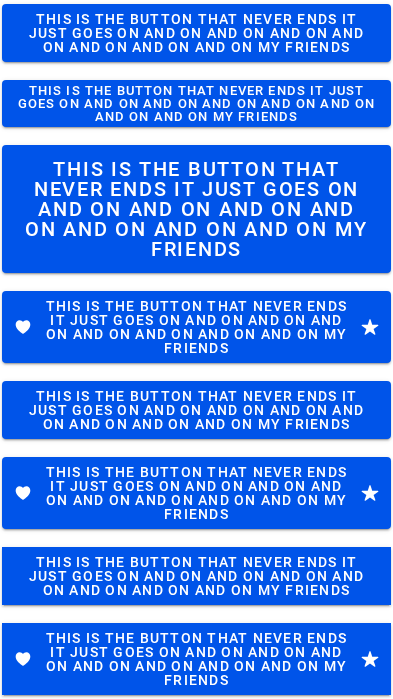 THIS IS THE BUTTON THAT NEVER ENDS IT
JUST GOES ON AND ON AND ON AND ON AND
ON AND ON AND ON AND ON MY FRIENDS
THIS IS THE BUTTON THAT NEVER ENDS IT JUST
GOES ON AND ON AND ON AND ON AND ON AND ON
AND ON AND ON MY FRIENDS
THIS IS THE BUTTON THAT
NEVER ENDS IT JUST GOES ON
AND ON AND ON AND ON AND
ON AND ON AND ON AND ON MY
FRIENDS
THIS IS THE BUTTON THAT NEVER ENDS
IT JUST GOES ON AND ON AND ON AND
ON AND ON AND ON AND ON AND ON MY
FRIENDS
THIS IS THE BUTTON THAT NEVER ENDS IT
JUST GOES ON AND ON AND ON AND ON AND
ON AND ON AND ON AND ON MY FRIENDS
THIS IS THE BUTTON THAT NEVER ENDS
IT JUST GOES ON AND ON AND ON AND
ON AND ON AND ON AND ON AND ON MY
FRIENDS
THIS IS THE BUTTON THAT NEVER ENDS IT
JUST GOES ON AND ON AND ON AND ON AND
ON AND ON AND ON AND ON MY FRIENDS
THIS IS THE BUTTON THAT NEVER ENDS
IT JUST GOES ON AND ON AND ON AND
ON AND ON AND ON AND ON AND ON MY
FRIENDS